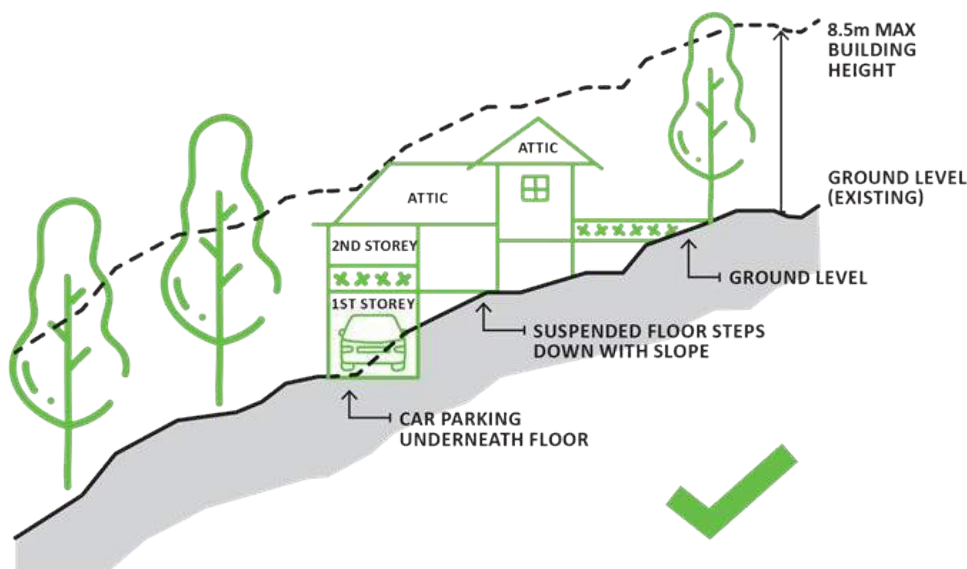 8.5m MAX
BUILDING
HEIGHT
ATTIC
ATTIC
GROUND LEVEL
(EXISTING)
2ND STOREY
GROUND LEVEL
1ST STOREY
SUSPENDED FLOOR STEPS
DOWN WITH SLOPE
CAR PARKING
UNDERNEATH FLOOR